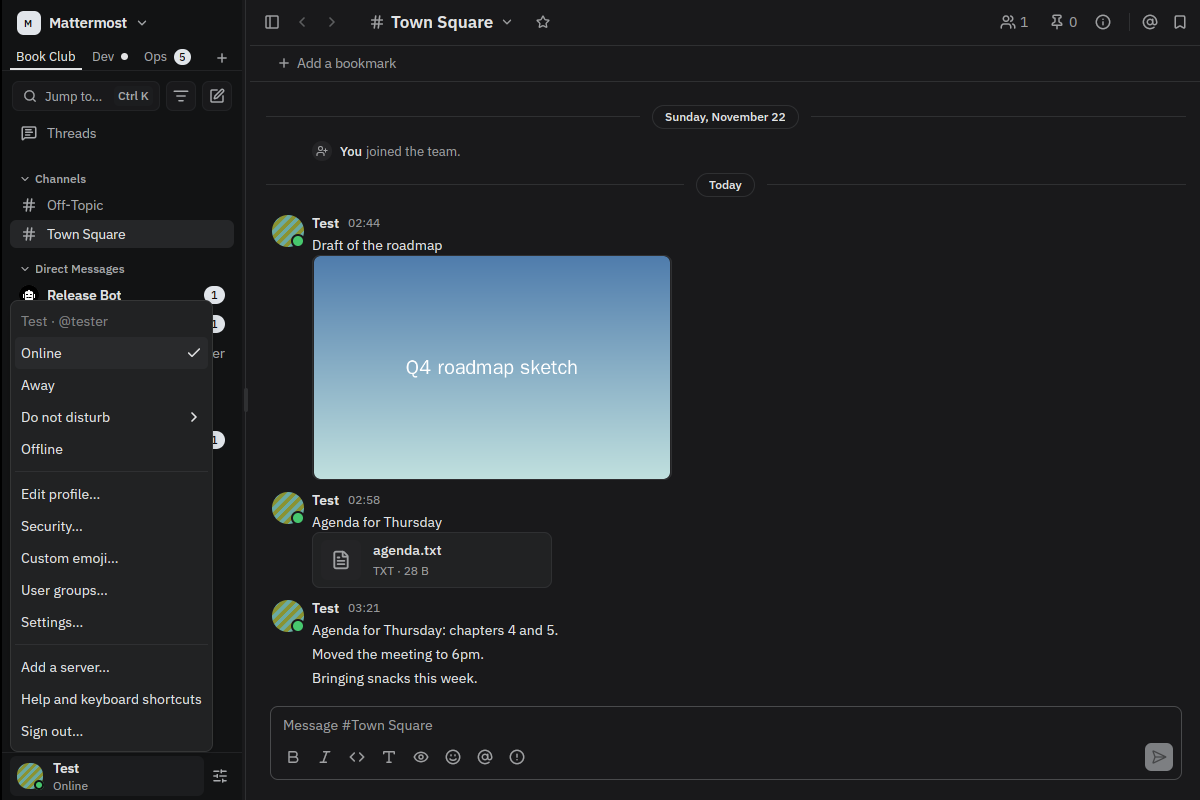 M Mattermost
Book Club Dev Ops 5
Jump to... Ctrl K
Threads
Channels
Off-Topic
Town Square
Direct Messages
Release Bot 1
Test · @tester
1
Online
er
Away
Do not disturb
Offline
1
Edit profile...
Security...
Custom emoji...
User groups...
Settings...
Add a server...
Help and keyboard shortcuts
Sign out...
Test
Online
# Town Square
1
0
Add a bookmark
Sunday, November 22
You joined the team.
Today
Test 02:44
Draft of the roadmap
Q4 roadmap sketch
Test 02:58
Agenda for Thursday
agenda.txt
TXT · 28 B
Test 03:21
Agenda for Thursday: chapters 4 and 5.
Moved the meeting to 6pm.
Bringing snacks this week.
Message #Town Square